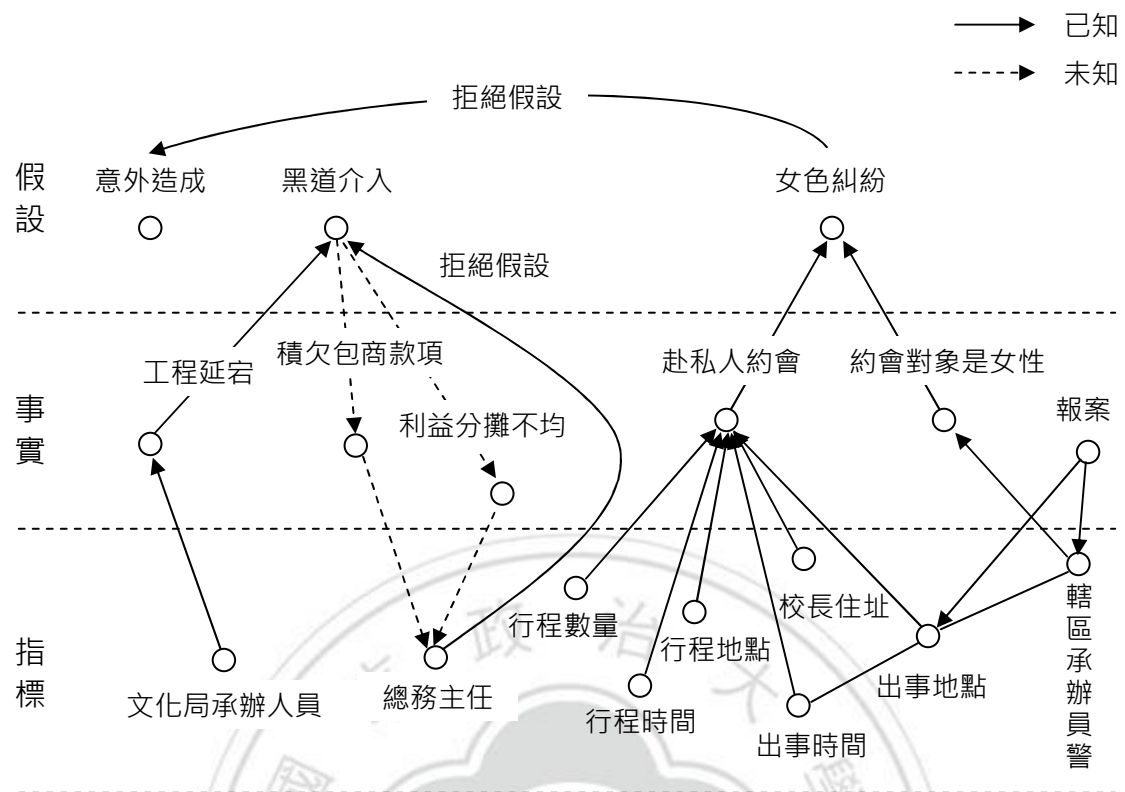 已知
未知
拒絕假設
假設
意外造成
黑道介入
女色糾紛
拒絕假設
事實
工程延宕
積欠包商款項
利益分攤不均
赴私人約會
約會對象是女性
報案
指標
文化局承辦人員
總務主任
行程數量
行程時間
行程地點
校長住址
出事時間
出事地點
轄區承辦員警
國
政治大學